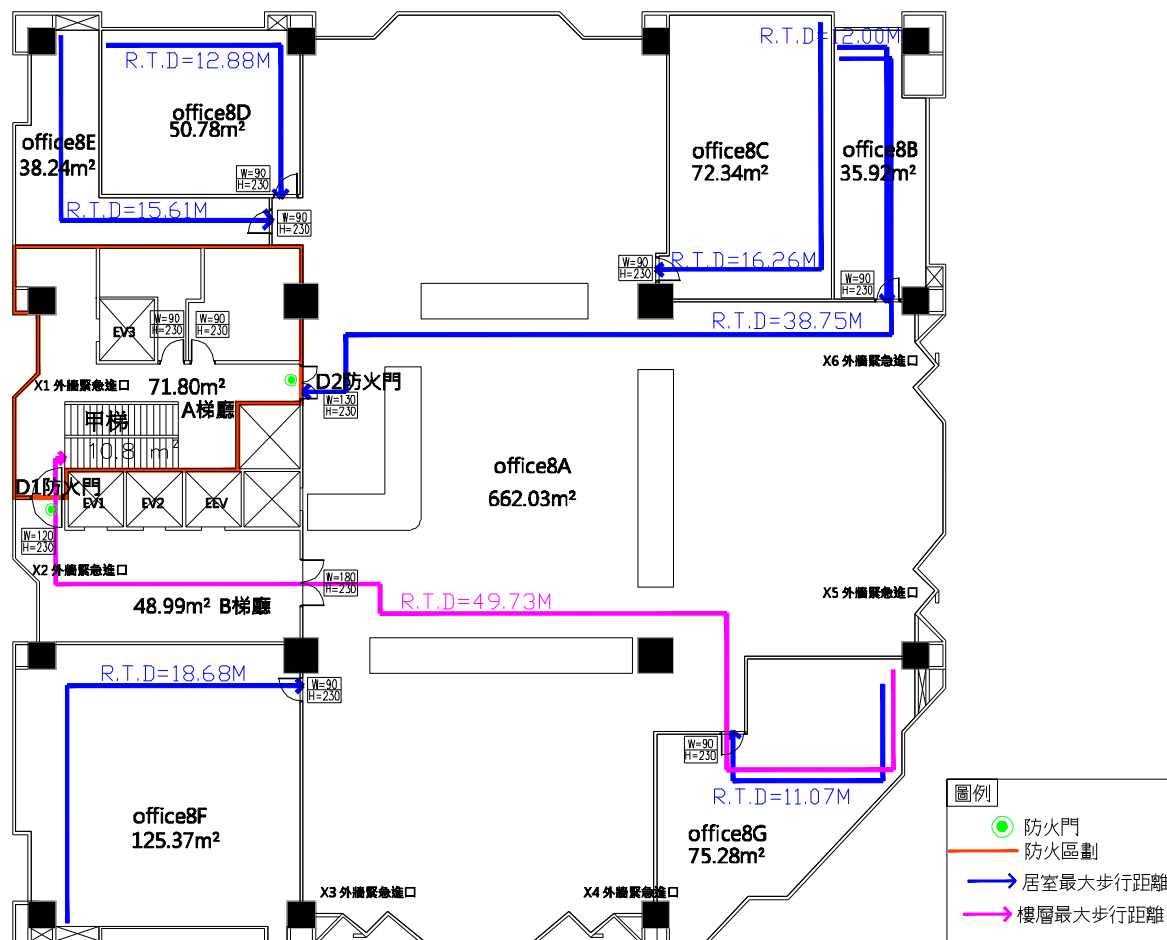 R.T.D=12.88M
office8D
50.78m²
office8E
38.24m²
W=90
H=230
R.T.D=15.61M
W=90
H=230
R.T.D=12.00M
office8C
72.34m²
office8B
35.92m²
R.T.D=16.26M
W=90
H=230
W=90
H=230
R.T.D=38.75M
EV3
W=90
H=230
W=90
H=230
X1 外牆緊急進口
71.80m²
A梯廳
D2防火門
W=130
H=230
X6 外牆緊急進口
甲梯
10.8 m²
office8A
662.03m²
D1防火門
EV1
EV2
EEV
W=120
H=230
X2 外牆緊急進口
48.99m² B梯廳
W=180
H=230
R.T.D=49.73M
X5 外牆緊急進口
R.T.D=18.68M
W=90
H=230
W=90
H=230
R.T.D=11.07M
office8F
125.37m²
office8G
75.28m²
X3 外牆緊急進口
X4 外牆緊急進口
圖例
防火門
防火區劃
居室最大步行距離
樓層最大步行距離